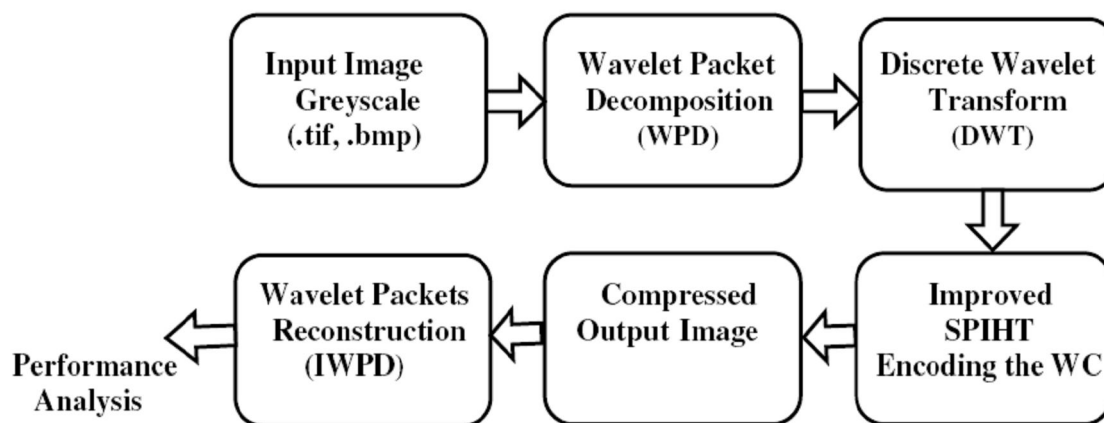 Input Image
Greyscale
(.tif, .bmp)
Wavelet Packet
Decomposition
(WPD)
Discrete Wavelet
Transform
(DWT)
Improved
SPIHT
Encoding the WC
Compressed
Output Image
Wavelet Packets
Reconstruction
(IWPD)
Performance
Analysis